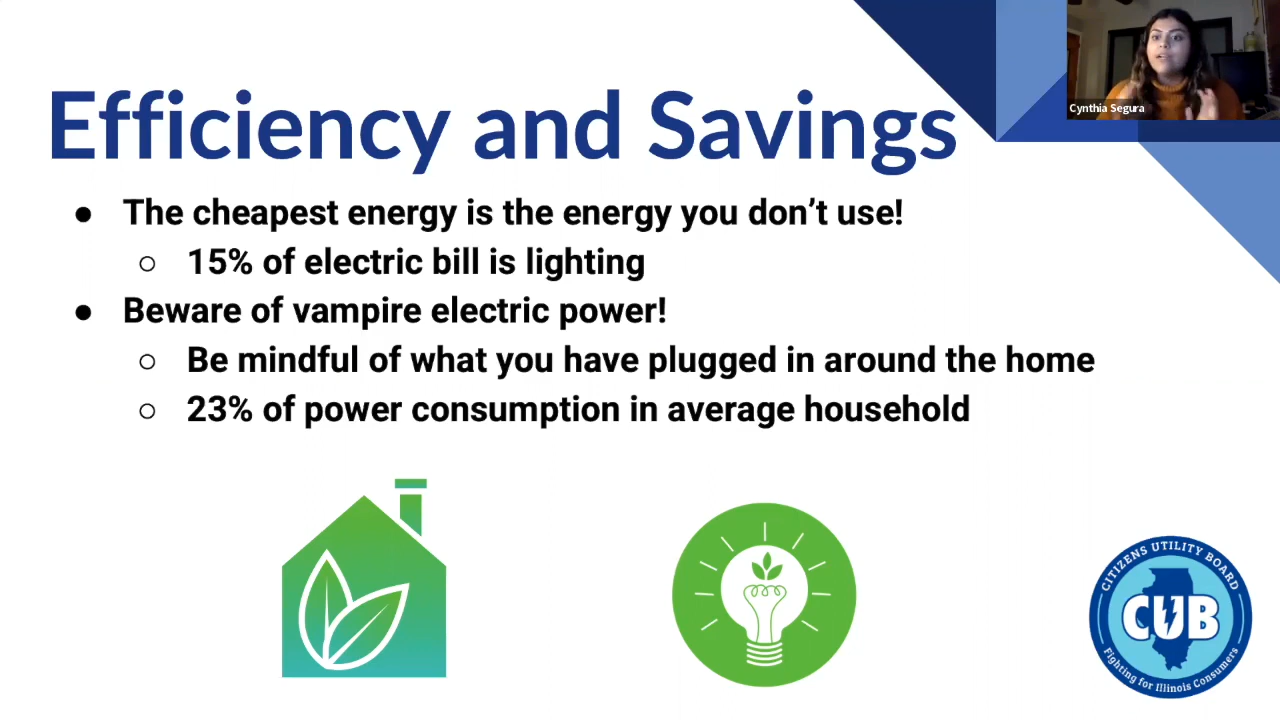 Cynthia Segura
Efficiency and Savings
● The cheapest energy is the energy you don’t use!
○ 15% of electric bill is lighting
● Beware of vampire electric power!
○ Be mindful of what you have plugged in around the home
○ 23% of power consumption in average household
CITIZENS UTILITY BOARD
CUB
Fighting for Illinois Consumers